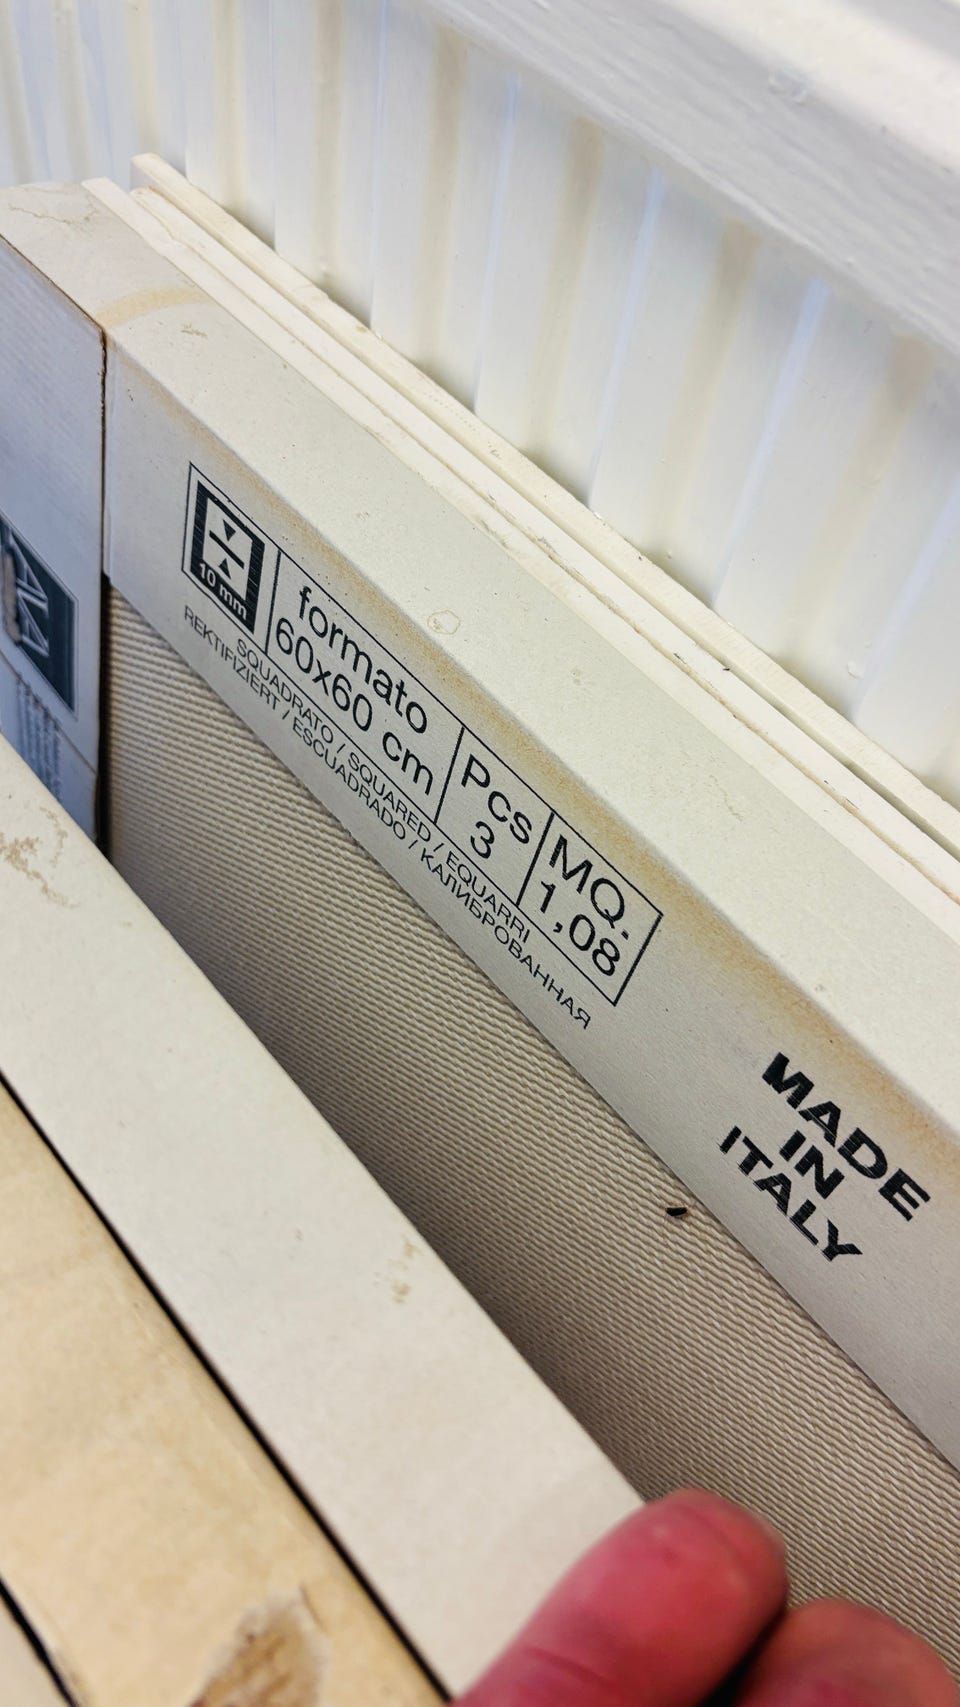 10 mm
formato
60x60 cm
Pcs
3
MQ.
1,08
SQUADRATO / SQUARED / EQUARRI
REKTIFIZIERT / ESCUADRADO / КАЛИБРОВАННАЯ
MADE
IN
ITALY